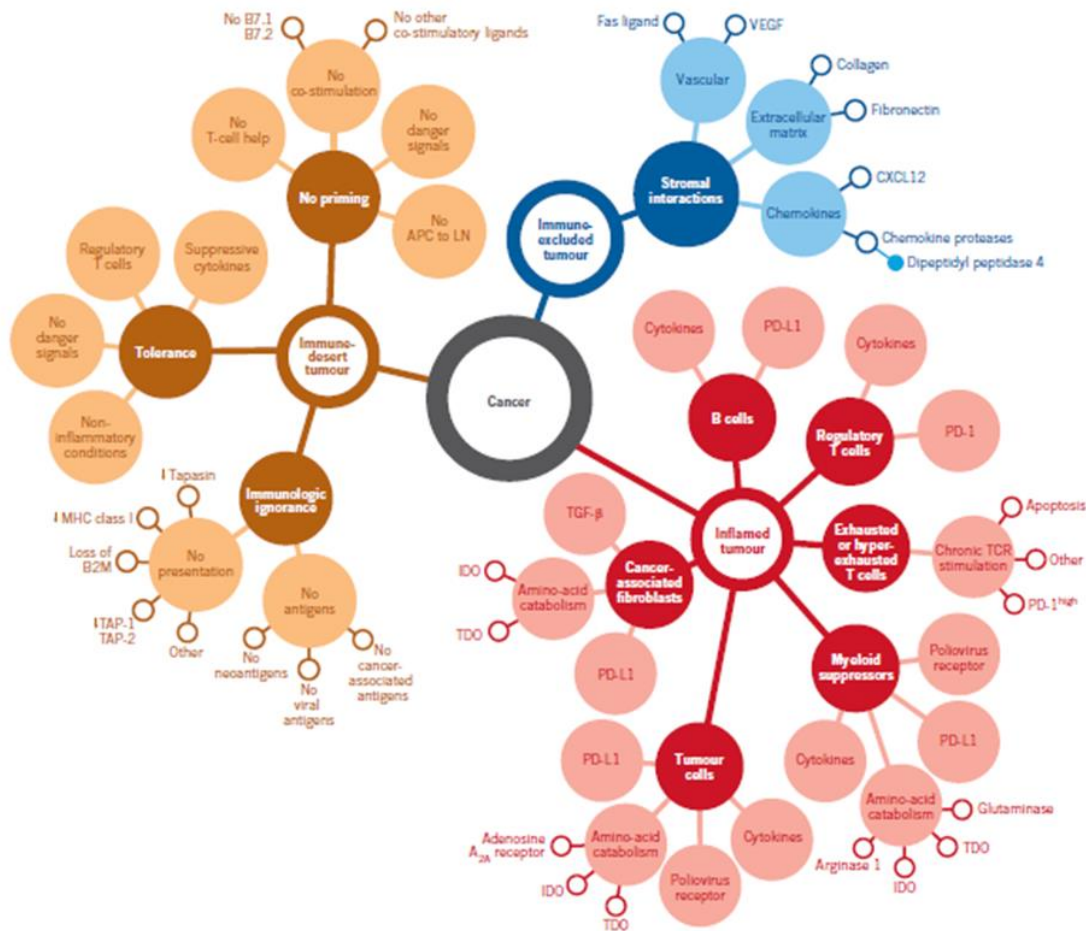 No B7.1
B7.2
No other
co-stimulatory ligands
No
co-stimulation
No
T-cell help
No
danger
signals
No priming
No
APC to LN
Regulatory
T cells
Suppressive
cytokines
No
danger
signals
Tolerance
Non-
inflammatory
conditions
Immune-
desert
tumour
Immunologic
ignorance
↓Tapasin
↓MHC class I
Loss of
B2M
↓TAP-1
TAP-2
Other
No
presentation
No
antigens
No
neoantigens
No
viral
antigens
No
cancer-
associated
antigens
Cancer
Immune-
excluded
tumour
Stromal
interactions
Fas ligand
VEGF
Vascular
Collagen
Extracellular
matrix
Fibronectin
CXCL12
Chemokines
Chemokine proteases
Dipeptidyl peptidase 4
Inflamed
tumour
Cytokines
PD-L1
B cells
Cytokines
Regulatory
T cells
PD-1
Exhausted
or hyper-
exhausted
T cells
Chronic TCR
stimulation
Apoptosis
Other
PD-1high
TGF-β
Cancer-
associated
fibroblasts
IDO
Amino-acid
catabolism
TDO
PD-L1
Myeloid
suppressors
Poliovirus
receptor
PD-L1
Cytokines
Amino-acid
catabolism
Glutaminase
TDO
IDO
Arginase 1
Tumour
cells
PD-L1
Adenosine
A2A receptor
Amino-acid
catabolism
IDO
TDO
Poliovirus
receptor
Cytokines